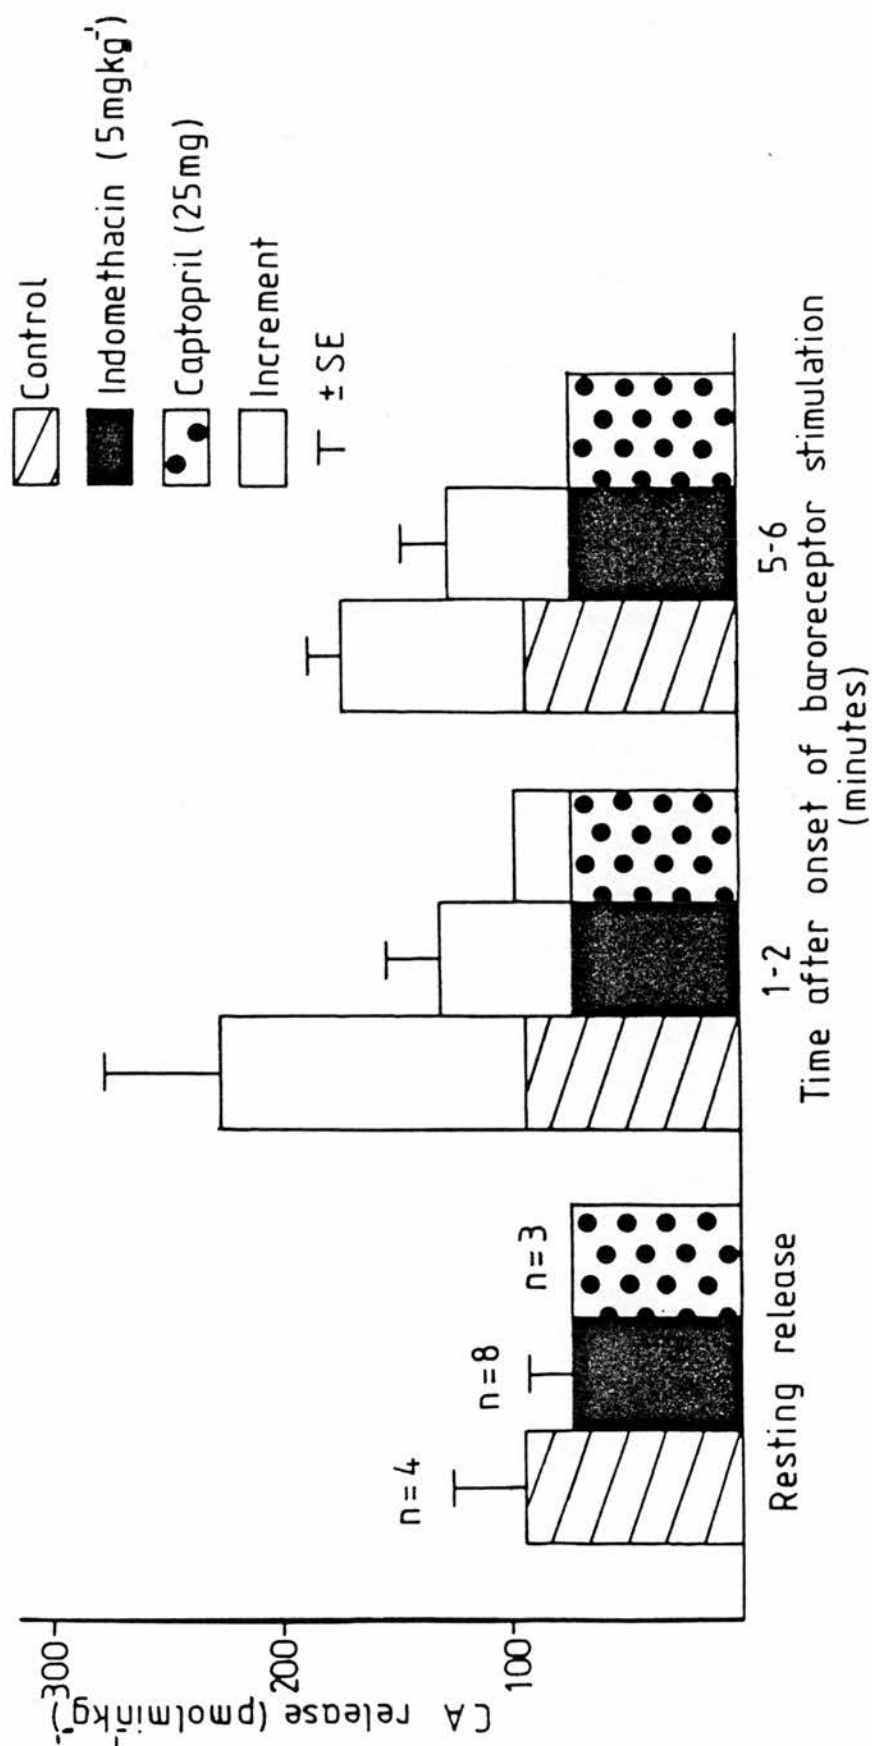 Control
Indomethacin (5mgkg⁻¹)
Captopril (25mg)
Increment
± SE
CA release (pmolmin⁻¹kg⁻¹)
300
200
100
n=4
n=8
n=3
Resting release
1-2
5-6
Time after onset of baroreceptor stimulation
(minutes)